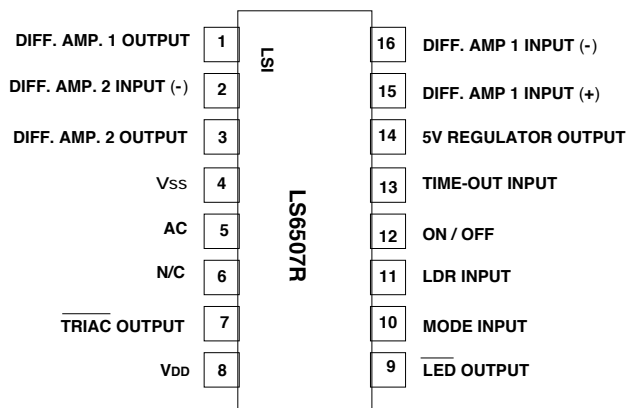 DIFF. AMP. 1 OUTPUT 1
DIFF. AMP. 2 INPUT (-) 2
DIFF. AMP. 2 OUTPUT 3
VSS 4
AC 5
N/C 6
TRIAC OUTPUT 7
VDD 8
LSI
LS6507R
16 DIFF. AMP 1 INPUT (-)
15 DIFF. AMP 1 INPUT (+)
14 5V REGULATOR OUTPUT
13 TIME-OUT INPUT
12 ON / OFF
11 LDR INPUT
10 MODE INPUT
9 LED OUTPUT